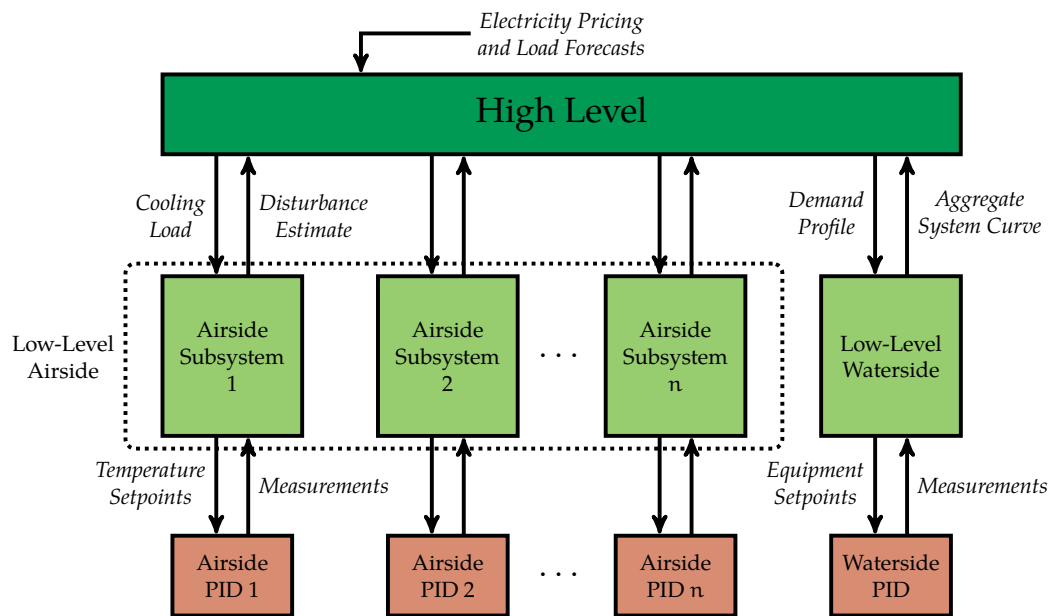 Electricity Pricing
and Load Forecasts
High Level
Cooling
Load
Disturbance
Estimate
Demand
Profile
Aggregate
System Curve
Low-Level
Airside
Airside
Subsystem
1
Airside
Subsystem
2
. . .
Airside
Subsystem
n
Low-Level
Waterside
Temperature
Setpoints
Measurements
Equipment
Setpoints
Measurements
Airside
PID 1
Airside
PID 2
. . .
Airside
PID n
Waterside
PID